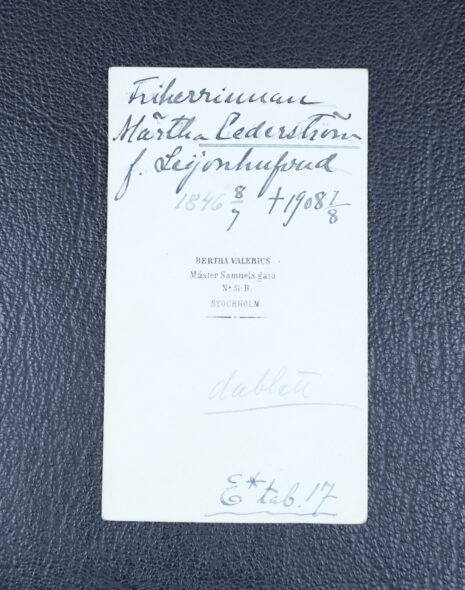 Friherrinnan
Märtha Cederström
f. Leijonhufvud
1846 8/7 †1908 7/8
BERTHA VALERIUS
Mäster Samuels gata
No 51 B.
STOCKHOLM
dublett
E* tab. 17